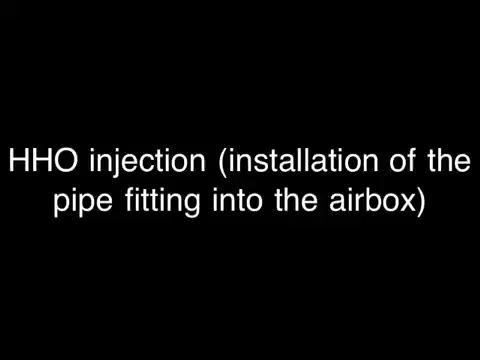 HHO injection (installation of the
pipe fitting into the airbox)